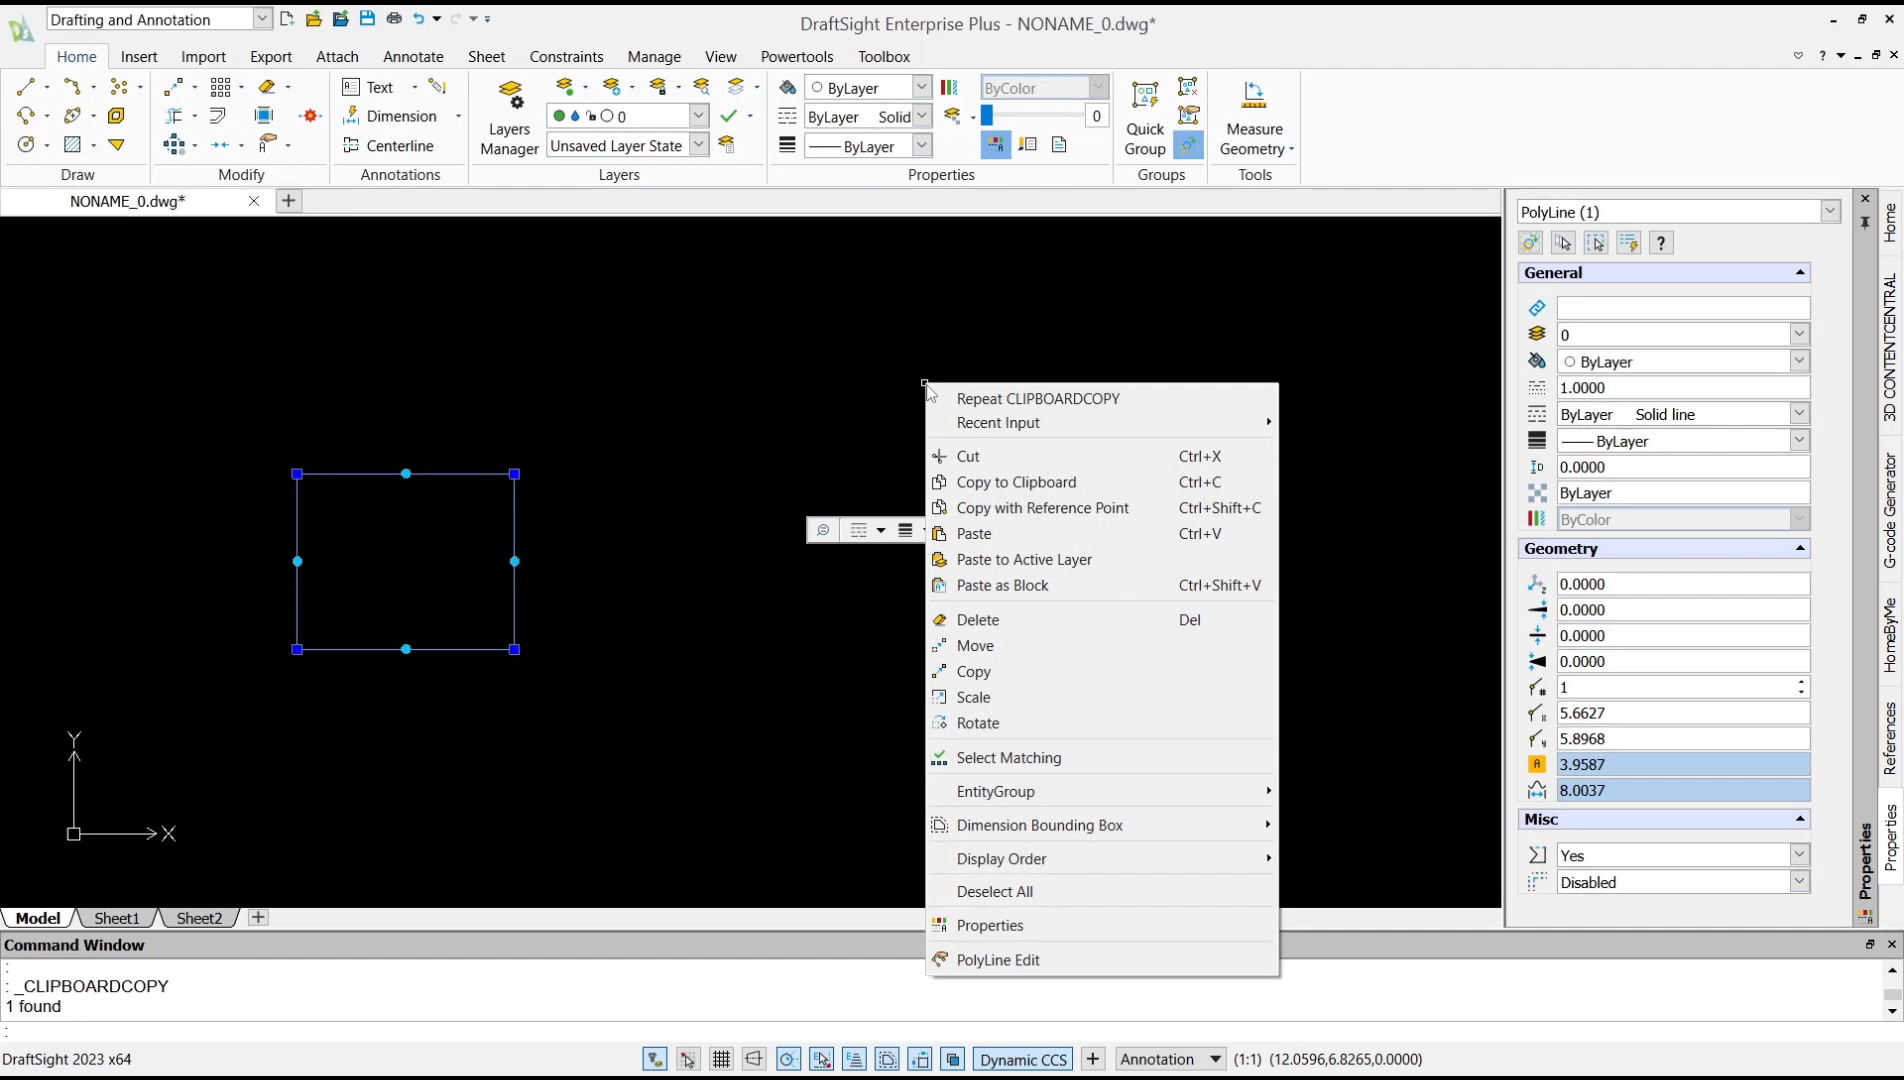 Drafting and Annotation
DraftSight Enterprise Plus - NONAME_0.dwg*
Home Insert Import Export Attach Annotate Sheet Constraints Manage View Powertools Toolbox
Text
Dimension
Centerline
Layers Manager
0
Unsaved Layer State
ByLayer
ByLayer Solid
ByLayer
ByColor
0
Quick Group
Measure Geometry
Draw Modify Annotations Layers Properties Groups Tools
NONAME_0.dwg*
Repeat CLIPBOARDCOPY
Recent Input
Cut Ctrl+X
Copy to Clipboard Ctrl+C
Copy with Reference Point Ctrl+Shift+C
Paste Ctrl+V
Paste to Active Layer
Paste as Block Ctrl+Shift+V
Delete Del
Move
Copy
Scale
Rotate
Select Matching
EntityGroup
Dimension Bounding Box
Display Order
Deselect All
Properties
PolyLine Edit
Y
X
PolyLine (1)
?
General
0
ByLayer
1.0000
ByLayer Solid line
ByLayer
0.0000
ByLayer
ByColor
Geometry
0.0000
0.0000
0.0000
0.0000
1
5.6627
5.8968
3.9587
8.0037
Misc
Yes
Disabled
Properties
Home
3D CONTENTCENTRAL
G-code Generator
HomeByMe
References
Properties
Model Sheet1 Sheet2
Command Window
:
: _CLIPBOARDCOPY
1 found
:
DraftSight 2023 x64
Dynamic CCS
Annotation (1:1) (12.0596,6.8265,0.0000)